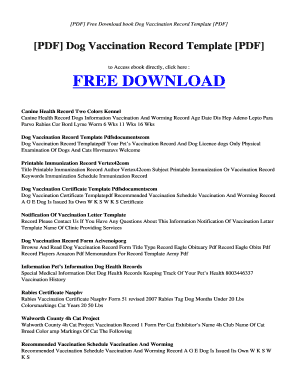 [PDF] Free Download book Dog Vaccination Record Template [PDF]
[PDF] Dog Vaccination Record Template [PDF]
to Access ebook directly, click here :
FREE DOWNLOAD
Canine Health Record Two Colors Kennel
Canine Health Record Dogs Information Vaccination And Worming Record Age Date Dis Hep Adeno Lepto Para
Parvo Rabies Cor Bord Lyme Worm 6 Wks 11 Wks 16 Wks
Dog Vaccination Record Template Pdfsdocumentscom
Dog Vaccination Record Templatepdf Your Pet's Vaccination Record And Dog Licence dogs Only Physical
Examination Of Dogs And Cats Hsvmaravs Welcome
Printable Immunization Record Vertex42com
Title Printable Immunization Record Author Vertex42com Subject Printable Immunization Or Vaccination Record
Keywords Immunization Schedule Immunization Record
Dog Vaccination Certificate Template Pdfsdocumentscom
Dog Vaccination Certificate Templatepdf Recommended Vaccination Schedule Vaccination And Worming Record
A G E Dog Is Issued Its Own W K S W K S Certificate
Notification Of Vaccination Letter Template
Record Please Contact Us If You Have Any Questions About This Information Notification Of Vaccination Letter
Template Name Of Clinic Providing Services
Dog Vaccination Record Form
Browse And Read Dog Vaccination Record Form Title Type Record Eagle Obituary Pdf Record Eagle Obits Pdf
Record Players Amazon Pdf Memorandum For Record Template Army Pdf
Information Pet's Information Dog Health Records
Special Medical Information Diet Dog Health Records Keeping Track Of Your Pet's Health 8003446337
Vaccination History
Rabies Certificate Nasphv
Rabies Vaccination Certificate Nasphv Form 51 revised 2007 Rabies Tag Dog Months Under 20 Lbs
Colorsmarkings Cat Years 20 50 Lbs
Walworth County 4h Cat Project
Walworth County 4h Cat Project Vaccination Record 1 Form Per Cat Exhibitor's Name 4h Club Name Of Cat
Breed Color amp Markings Of Cat The Following
Recommended Vaccination Schedule Vaccination And Worming
Recommended Vaccination Schedule Vaccination And Worming Record A G E Dog Is Issued Its Own W K S W
K S